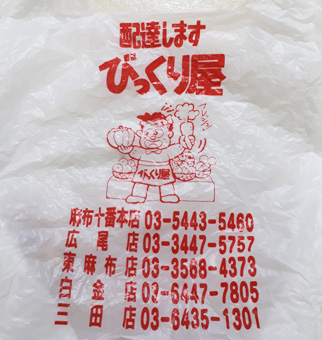 配達します
びっくり屋
フレッシュ
びっくり屋
麻布十番本店 03-5443-5460
広尾店 03-3447-5757
東麻布店 03-3568-4373
白金店 03-6447-7805
三田店 03-6435-1301